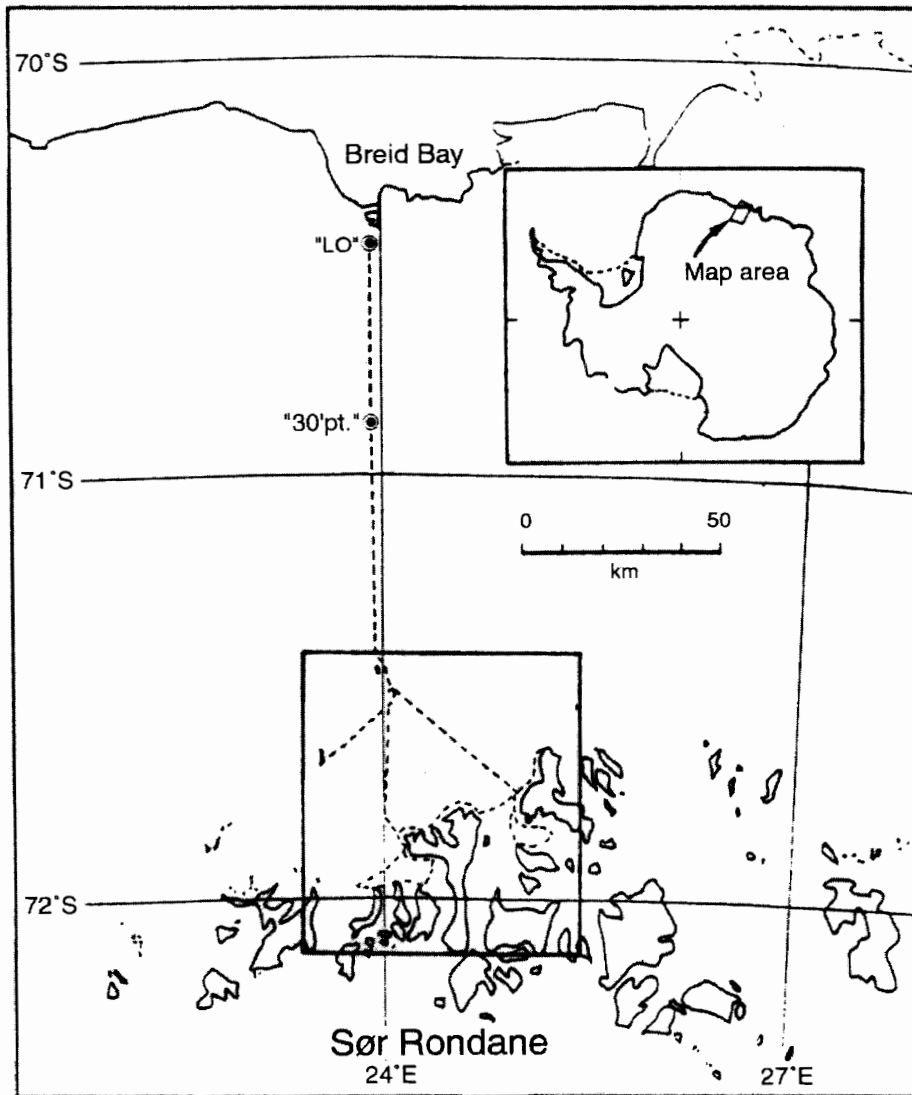 70°S
Breid Bay
"LO"
Map area
"30'pt."
71°S
0 50
km
72°S
Sør Rondane
24°E
27°E